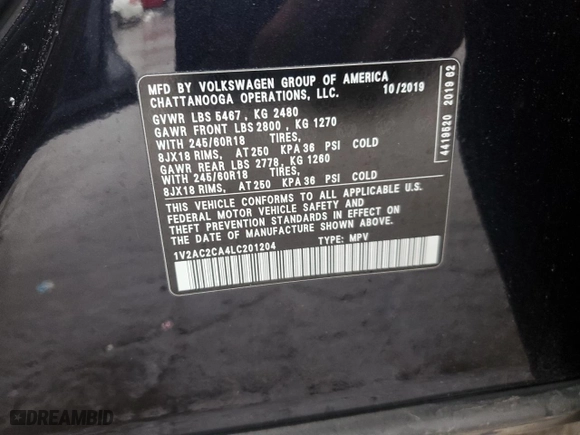 MFD BY VOLKSWAGEN GROUP OF AMERICA
CHATTANOOGA OPERATIONS, LLC. 10/2019
GVWR LBS 5467 , KG 2480
GAWR FRONT LBS 2800 , KG 1270
WITH 245/60R18 TIRES,
8JX18 RIMS, AT 250 KPA 36 PSI COLD
GAWR REAR LBS 2778, KG 1260
WITH 245/60R18 TIRES,
8JX18 RIMS, AT 250 KPA 36 PSI COLD
THIS VEHICLE CONFORMS TO ALL APPLICABLE U.S.
FEDERAL MOTOR VEHICLE SAFETY AND
THEFT PREVENTION STANDARDS IN EFFECT ON
THE DATE OF MANUFACTURE SHOWN ABOVE.
1V2AC2CA4LC201204 TYPE: MPV
4419520 2019 62
DREAMBID